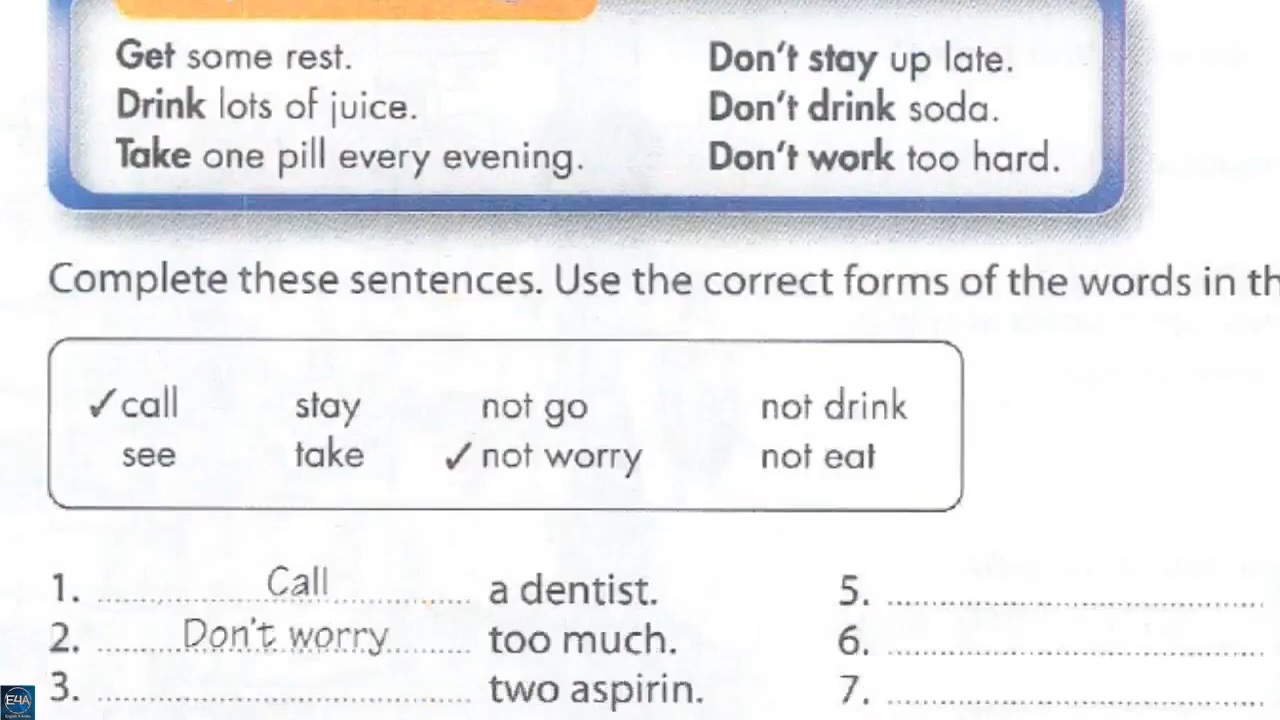 Get some rest. Don't stay up late.
Drink lots of juice. Don't drink soda.
Take one pill every evening. Don't work too hard.
Complete these sentences. Use the correct forms of the words in th
✓ call stay not go not drink
see take ✓ not worry not eat
1. Call a dentist. 5.
2. Don't worry too much. 6.
3. two aspirin. 7.
E4A